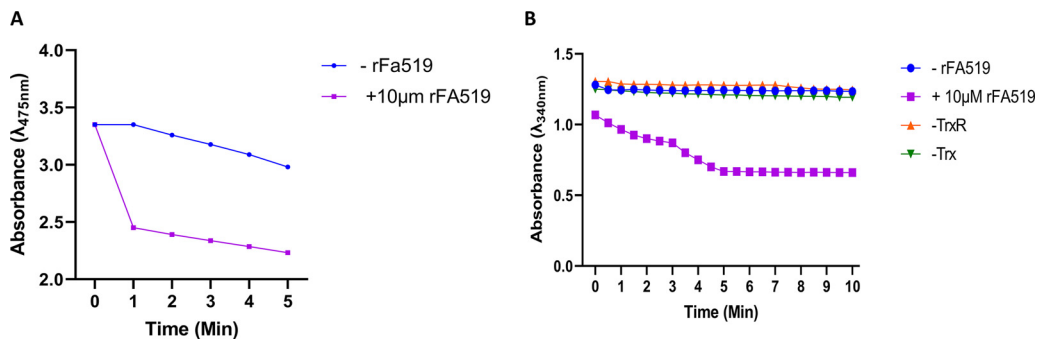 A
Absorbance (λ475nm)
4.0
3.5
3.0
2.5
2.0
0 1 2 3 4 5
Time (Min)
- rFa519
+10µm rFA519
B
Absorbance (λ340nm)
1.5
1.0
0.5
0.0
0 1 2 3 4 5 6 7 8 9 10
Time (Min)
- rFA519
+ 10µM rFA519
-TrxR
-Trx